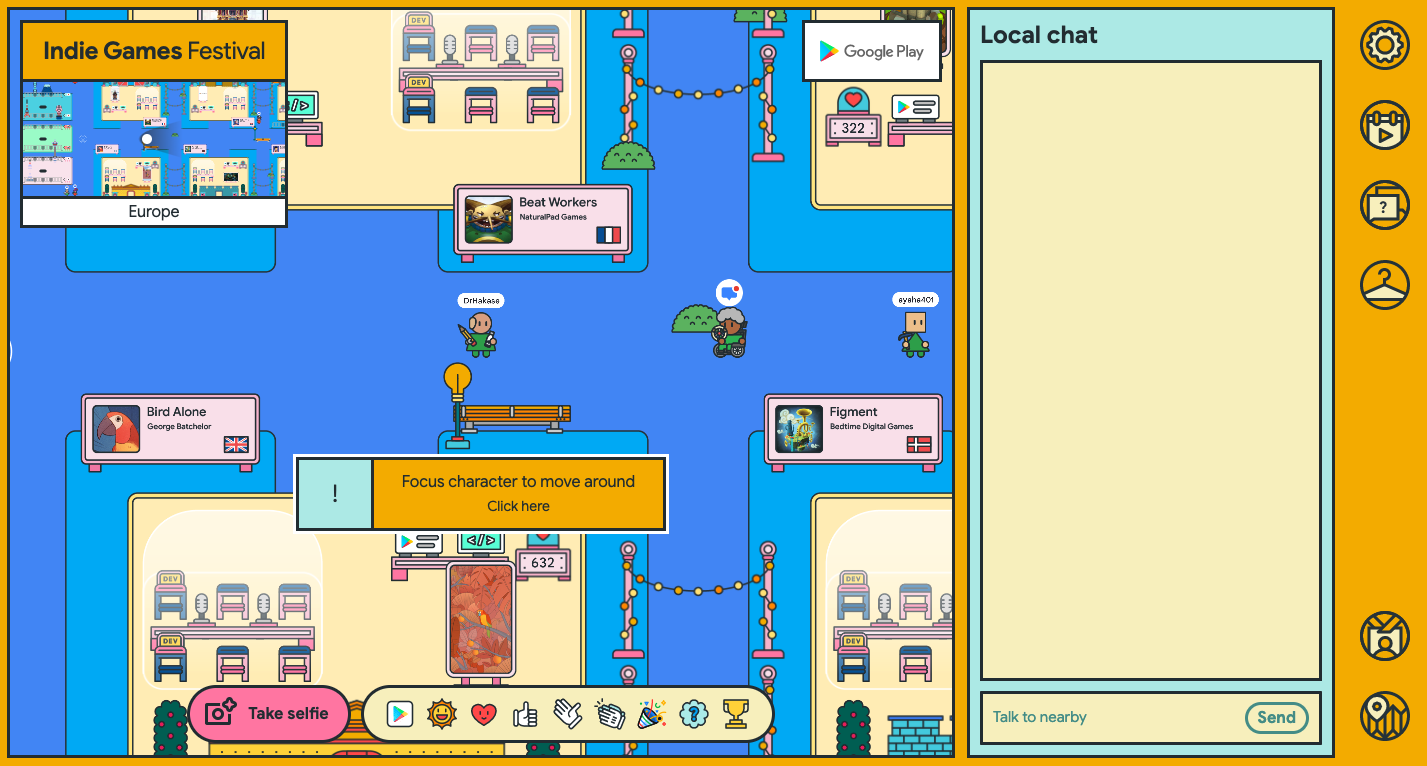 Indie Games Festival
Europe
DEV
DEV
</>
Google Play
322
Beat Workers
NaturalPad Games
DrHakase
ayaha401
Bird Alone
George Batchelor
Figment
Bedtime Digital Games
!
Focus character to move around
Click here
</>
632
DEV
DEV
DEV
DEV
Take selfie
?
Local chat
Talk to nearby
Send
?